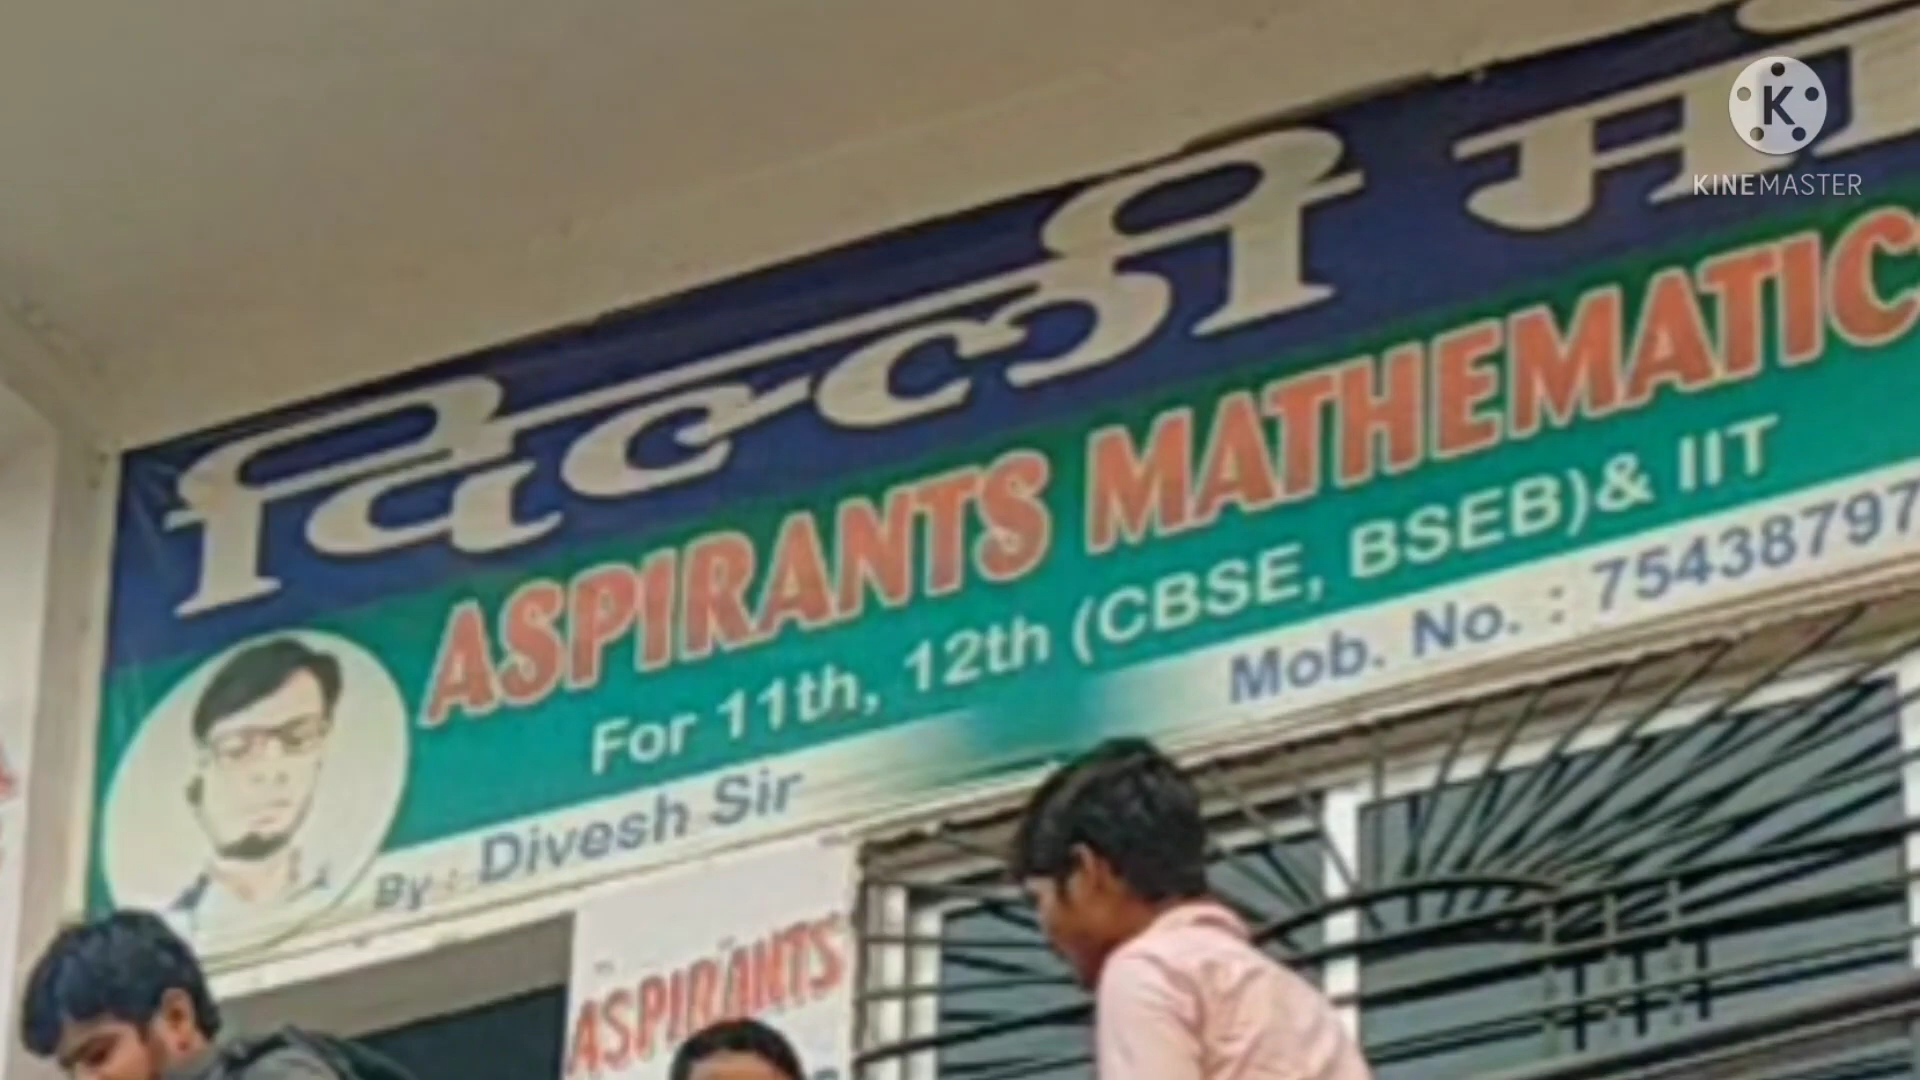 विल्ली
KINEMASTER
ASPIRANTS MATHEMATIC
For 11th, 12th (CBSE, BSEB)& IIT
By : Divesh Sir
Mob. No. : 75438797
ASPIRANTS